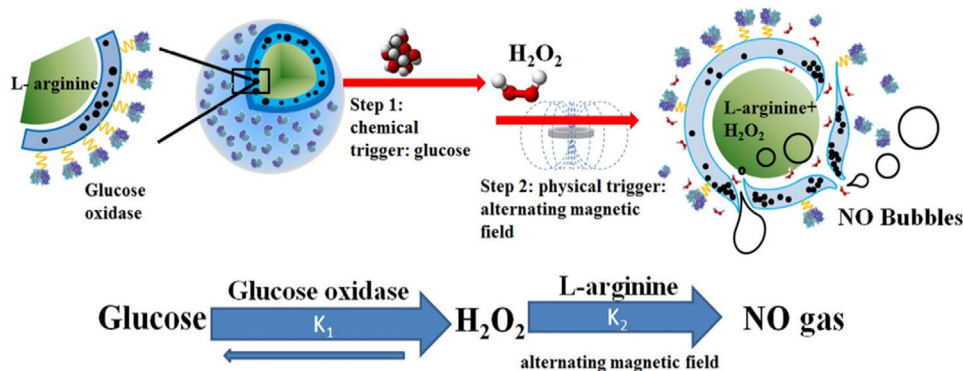 L- arginine
Glucose
oxidase
Step 1:
chemical
trigger: glucose
H2O2
Step 2: physical trigger:
alternating magnetic
field
L-arginine+
H2O2
NO Bubbles
Glucose oxidase
L-arginine
Glucose K1 H2O2 K2 NO gas
alternating magnetic field